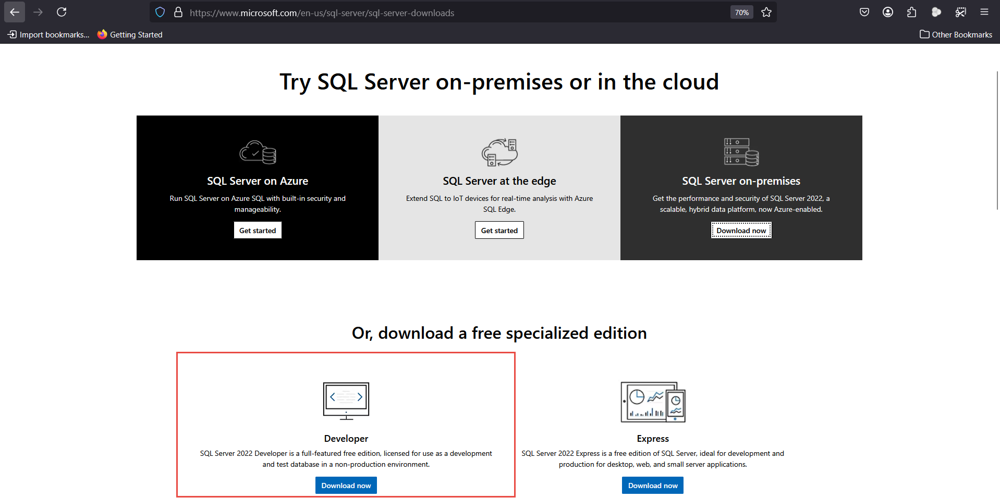 https://www.microsoft.com/en-us/sql-server/sql-server-downloads
70%
Import bookmarks...
Getting Started
Other Bookmarks
Try SQL Server on-premises or in the cloud
SQL Server on Azure
Run SQL Server on Azure SQL with built-in security and
manageability.
Get started
SQL Server at the edge
Extend SQL to IoT devices for real-time analysis with Azure
SQL Edge.
Get started
SQL Server on-premises
Get the performance and security of SQL Server 2022, a
scalable, hybrid data platform, now Azure-enabled.
Download now
Or, download a free specialized edition
Developer
SQL Server 2022 Developer is a full-featured free edition, licensed for use as a development
and test database in a non-production environment.
Download now
Express
SQL Server 2022 Express is a free edition of SQL Server, ideal for development and
production for desktop, web, and small server applications.
Download now